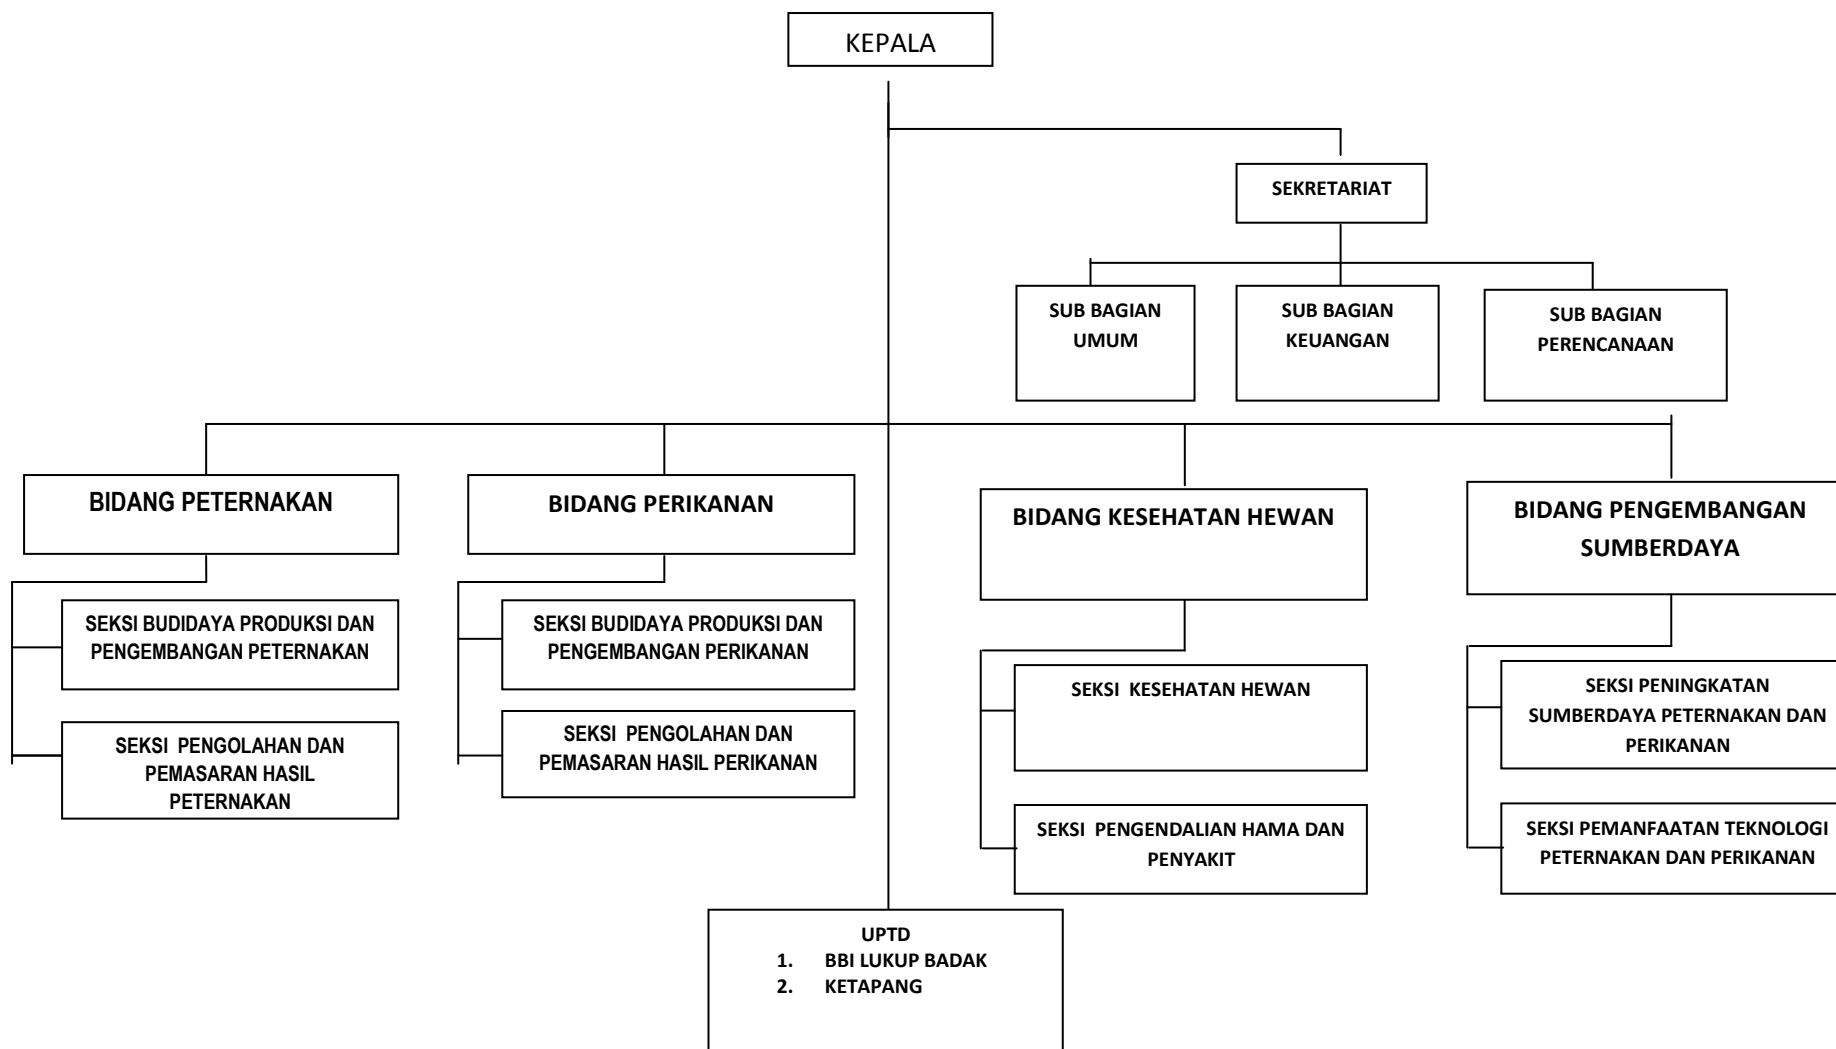 KEPALA
SEKRETARIAT
SUB BAGIAN
UMUM
SUB BAGIAN
KEUANGAN
SUB BAGIAN
PERENCANAAN
BIDANG PETERNAKAN
BIDANG PERIKANAN
BIDANG KESEHATAN HEWAN
BIDANG PENGEMBANGAN
SUMBERDAYA
SEKSI BUDIDAYA PRODUKSI DAN
PENGEMBANGAN PETERNAKAN
SEKSI PENGOLAHAN DAN
PEMASARAN HASIL
PETERNAKAN
SEKSI BUDIDAYA PRODUKSI DAN
PENGEMBANGAN PERIKANAN
SEKSI PENGOLAHAN DAN
PEMASARAN HASIL PERIKANAN
SEKSI KESEHATAN HEWAN
SEKSI PENGENDALIAN HAMA DAN
PENYAKIT
SEKSI PENINGKATAN
SUMBERDAYA PETERNAKAN DAN
PERIKANAN
SEKSI PEMANFAATAN TEKNOLOGI
PETERNAKAN DAN PERIKANAN
UPTD
1. BBI LUKUP BADAK
2. KETAPANG